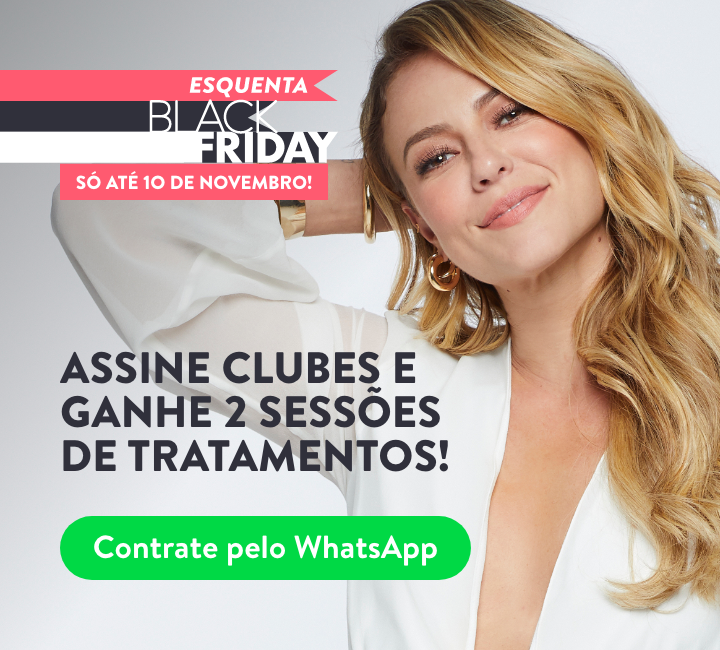 ESQUENTA
BLACK
FRIDAY
SÓ ATÉ 10 DE NOVEMBRO!
ASSINE CLUBES E
GANHE 2 SESSÕES
DE TRATAMENTOS!
Contrate pelo WhatsApp